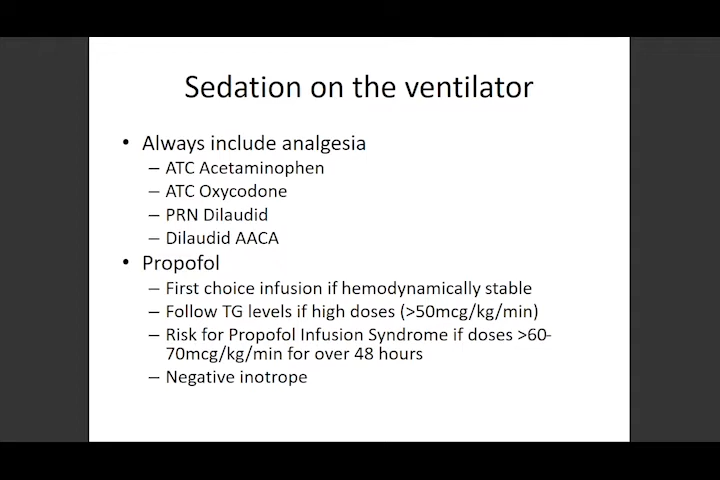 Sedation on the ventilator
• Always include analgesia
– ATC Acetaminophen
– ATC Oxycodone
– PRN Dilaudid
– Dilaudid AACA
• Propofol
– First choice infusion if hemodynamically stable
– Follow TG levels if high doses (>50mcg/kg/min)
– Risk for Propofol Infusion Syndrome if doses >60-
70mcg/kg/min for over 48 hours
– Negative inotrope